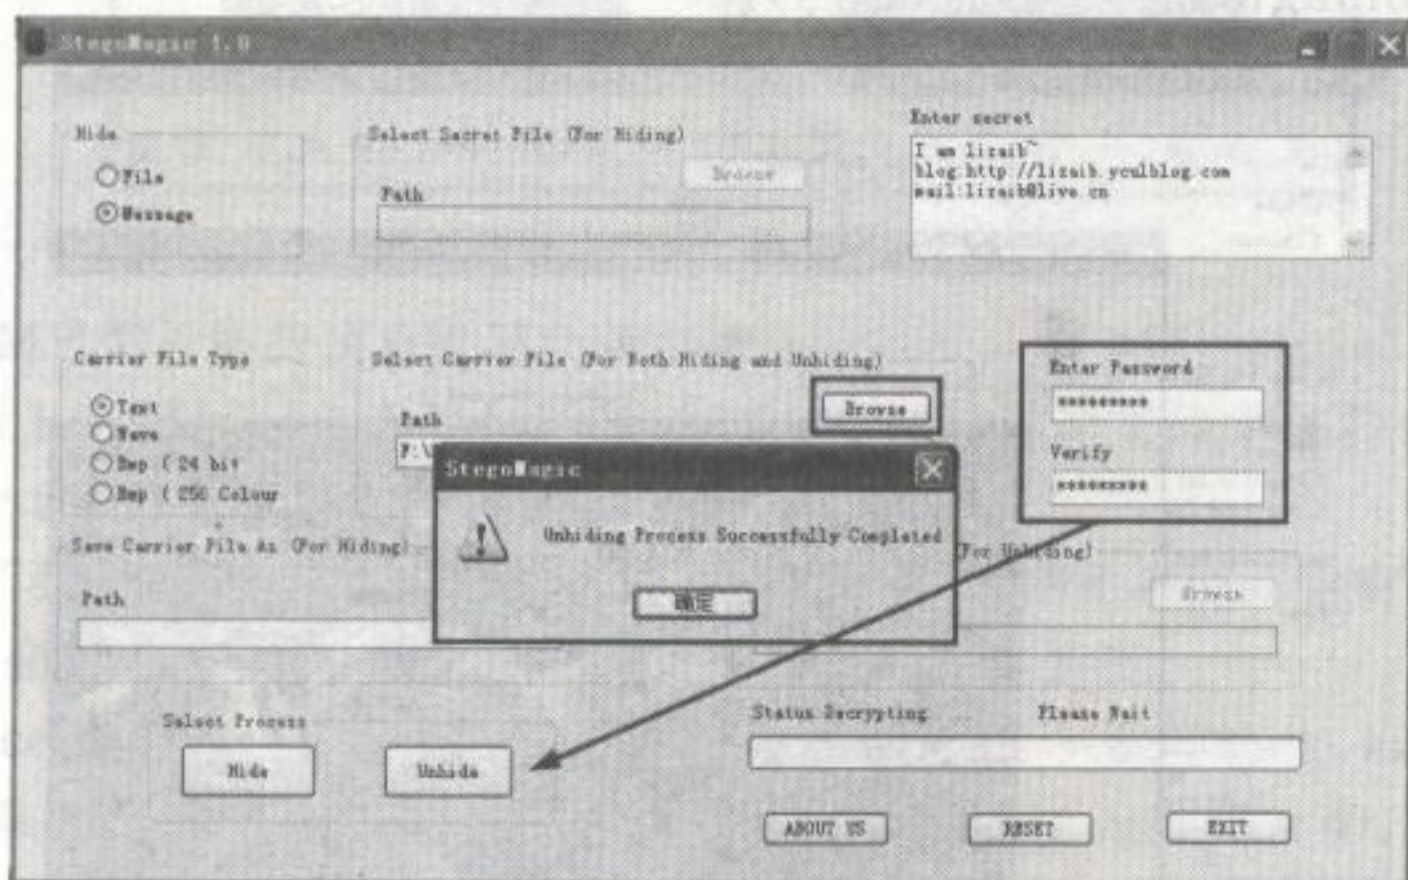 StegoMagic 1.0
Hide
File
Message
Select Secret File (For Hiding)
Browse
Path
Enter secret
I am lizaib~
blog:http://lizaib.yculblog.com
mail:lizaib@live.cn
Carrier File Type
Text
Wave
Bmp ( 24 bit
Bmp ( 256 Colour
Select Carrier File (For Both Hiding and Unhiding)
Browse
Path
F:\
Enter Password
*********
Verify
*********
StegoMagic
Unhiding Process Successfully Completed
确定
Save Carrier File As (For Hiding)
Path
(For Unhiding)
Browse
Select Process
Hide
Unhide
Status Decrypting ... Please Wait
ABOUT US
RESET
EXIT